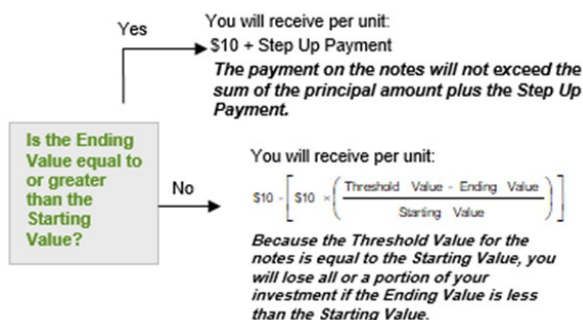 Yes
You will receive per unit:
$10 + Step Up Payment
The payment on the notes will not exceed the
sum of the principal amount plus the Step Up
Payment.
Is the Ending
Value equal to
or greater
than the
Starting
Value?
No
You will receive per unit:
$10 - [ $10 × ( Threshold Value - Ending Value
Starting Value ) ]
Because the Threshold Value for the
notes is equal to the Starting Value, you
will lose all or a portion of your
investment if the Ending Value is less
than the Starting Value.